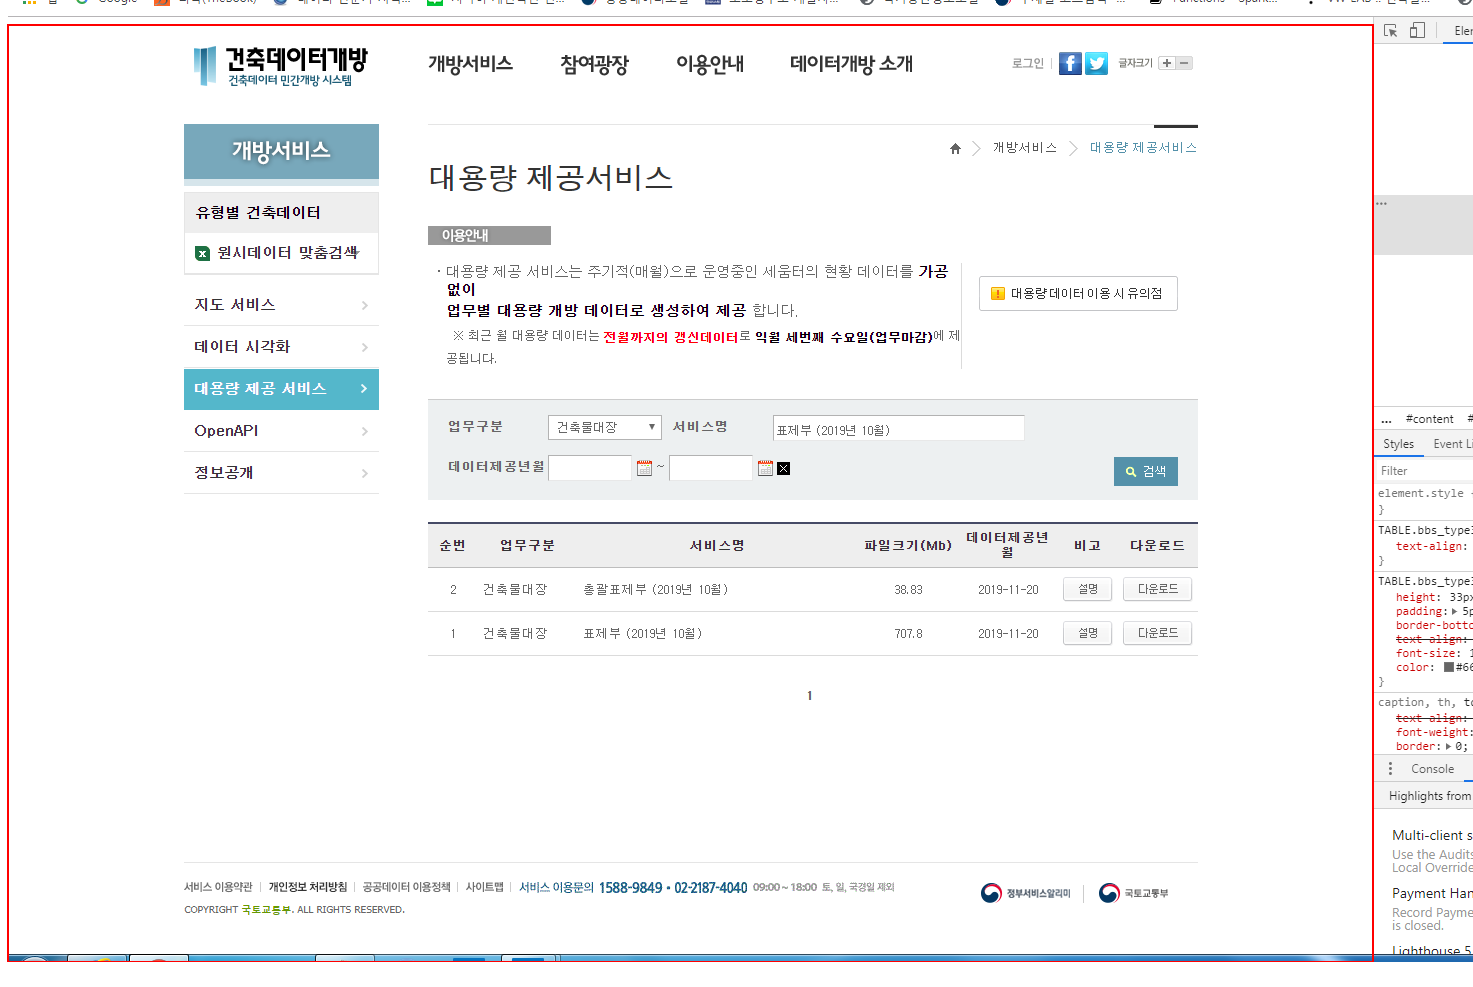 건축데이터개방
건축데이터 민간개방 시스템
개방서비스 참여광장 이용안내 데이터개방 소개
로그인 글자크기
개방서비스
유형별 건축데이터
원시데이터 맞춤검색
지도 서비스
데이터 시각화
대용량 제공 서비스
OpenAPI
정보공개
개방서비스 대용량 제공서비스
대용량 제공서비스
이용안내
· 대용량 제공 서비스는 주기적(매월)으로 운영중인 세움터의 현황 데이터를 가공
없이
업무별 대용량 개방 데이터로 생성하여 제공 합니다.
※ 최근 월 대용량 데이터는 전월까지의 갱신데이터로 익월 세번째 수요일(업무마감)에 제
공됩니다.
대용량 데이터 이용 시 유의점
업무구분 건축물대장 서비스명 표제부 (2019년 10월)
데이터제공년월 ~ 검색
순번 업무구분 서비스명 파일크기(Mb) 데이터제공년
월 비고 다운로드
2 건축물대장 총괄표제부 (2019년 10월) 38.83 2019-11-20 설명 다운로드
1 건축물대장 표제부 (2019년 10월) 707.8 2019-11-20 설명 다운로드
1
서비스 이용약관 개인정보 처리방침 공공데이터 이용정책 사이트맵 서비스 이용문의 1588-9849 • 02-2187-4040 09:00 ~ 18:00 토, 일, 국경일 제외
COPYRIGHT 국토교통부. ALL RIGHTS RESERVED.
정부서비스알리미 국토교통부
... #content
Styles Event Li
Filter
element.style
}
TABLE.bbs_type
text-align:
}
TABLE.bbs_type
height: 33p
padding: 5
border-botto
text-align:
font-size: 1
color: #66
}
caption, th, t
text-align:
font-weight:
border: 0;
Console
Highlights from
Multi-client s
Use the Audits
Local Override
Payment Han
Record Payme
is closed.
Lighthouse 5